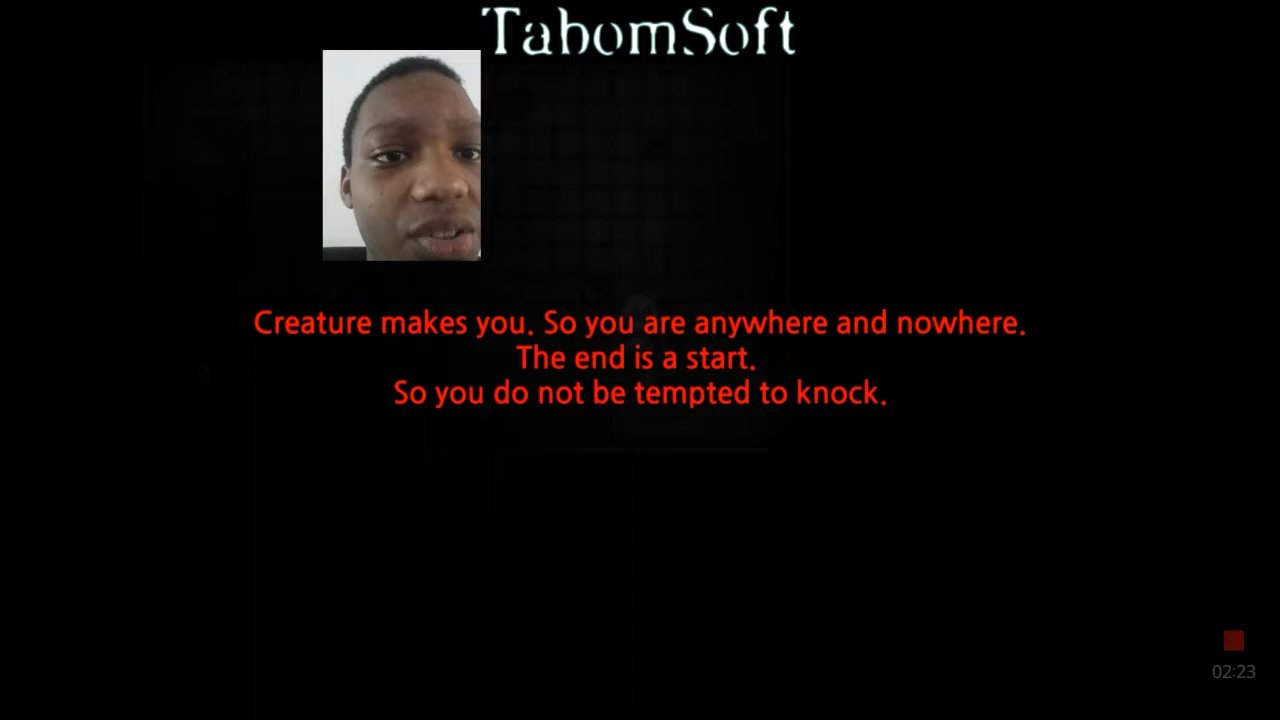 TabomSoft
Creature makes you. So you are anywhere and nowhere.
The end is a start.
So you do not be tempted to knock.
02:23